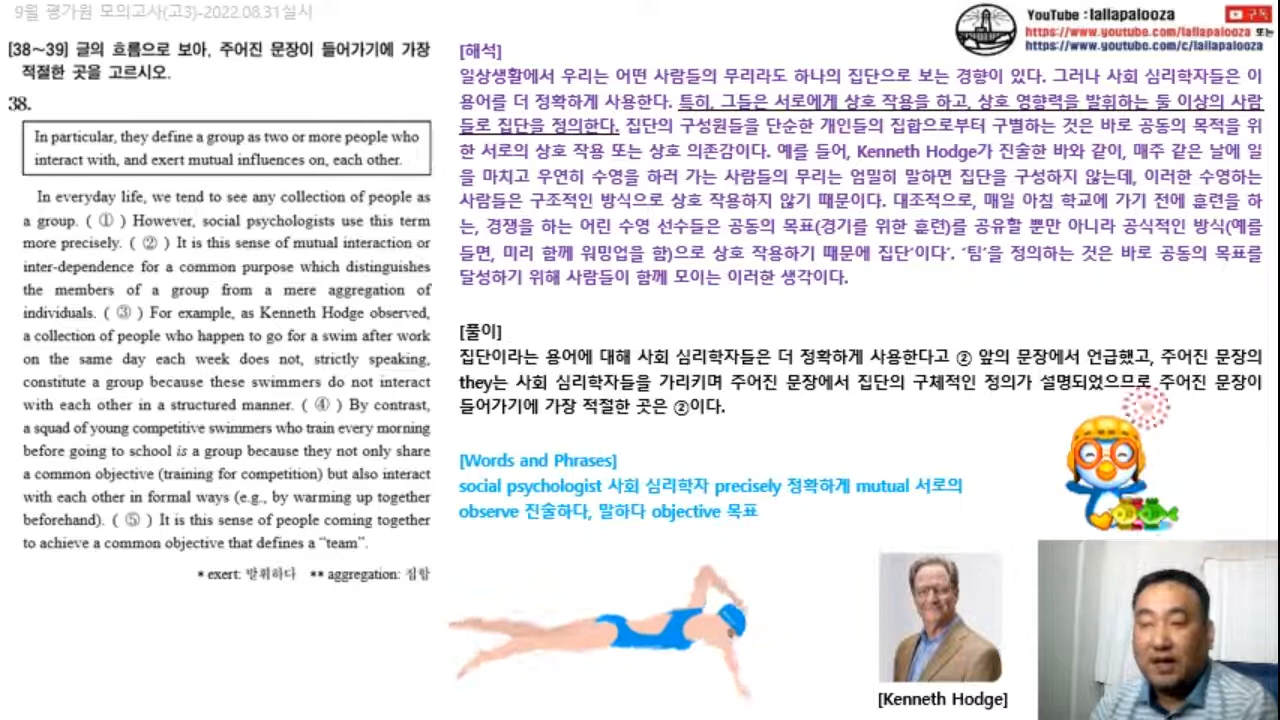 9월 평가원 모의고사(고3)-2022.08.31실시
YouTube : lallapalooza
구독
https://www.youtube.com/lallapalooza 또는
https://www.youtube.com/c/lallapalooza
[38~39] 글의 흐름으로 보아, 주어진 문장이 들어가기에 가장
적절한 곳을 고르시오.
38.
In particular, they define a group as two or more people who
interact with, and exert mutual influences on, each other.
In everyday life, we tend to see any collection of people as
a group. ( ① ) However, social psychologists use this term
more precisely. ( ② ) It is this sense of mutual interaction or
inter-dependence for a common purpose which distinguishes
the members of a group from a mere aggregation of
individuals. ( ③ ) For example, as Kenneth Hodge observed,
a collection of people who happen to go for a swim after work
on the same day each week does not, strictly speaking,
constitute a group because these swimmers do not interact
with each other in a structured manner. ( ④ ) By contrast,
a squad of young competitive swimmers who train every morning
before going to school is a group because they not only share
a common objective (training for competition) but also interact
with each other in formal ways (e.g., by warming up together
beforehand). ( ⑤ ) It is this sense of people coming together
to achieve a common objective that defines a “team”.
* exert: 발휘하다 ** aggregation: 집합
[해석]
일상생활에서 우리는 어떤 사람들의 무리라도 하나의 집단으로 보는 경향이 있다. 그러나 사회 심리학자들은 이
용어를 더 정확하게 사용한다. 특히, 그들은 서로에게 상호 작용을 하고, 상호 영향력을 발휘하는 둘 이상의 사람
들로 집단을 정의한다. 집단의 구성원들을 단순한 개인들의 집합으로부터 구별하는 것은 바로 공동의 목적을 위
한 서로의 상호 작용 또는 상호 의존감이다. 예를 들어, Kenneth Hodge가 진술한 바와 같이, 매주 같은 날에 일
을 마치고 우연히 수영을 하러 가는 사람들의 무리는 엄밀히 말하면 집단을 구성하지 않는데, 이러한 수영하는
사람들은 구조적인 방식으로 상호 작용하지 않기 때문이다. 대조적으로, 매일 아침 학교에 가기 전에 훈련을 하
는, 경쟁을 하는 어린 수영 선수들은 공동의 목표(경기를 위한 훈련)를 공유할 뿐만 아니라 공식적인 방식(예를
들면, 미리 함께 워밍업을 함)으로 상호 작용하기 때문에 집단‘이다’. ‘팀’을 정의하는 것은 바로 공동의 목표를
달성하기 위해 사람들이 함께 모이는 이러한 생각이다.
[풀이]
집단이라는 용어에 대해 사회 심리학자들은 더 정확하게 사용한다고 ② 앞의 문장에서 언급했고, 주어진 문장의
they는 사회 심리학자들을 가리키며 주어진 문장에서 집단의 구체적인 정의가 설명되었으므로 주어진 문장이
들어가기에 가장 적절한 곳은 ②이다.
[Words and Phrases]
social psychologist 사회 심리학자 precisely 정확하게 mutual 서로의
observe 진술하다, 말하다 objective 목표
[Kenneth Hodge]